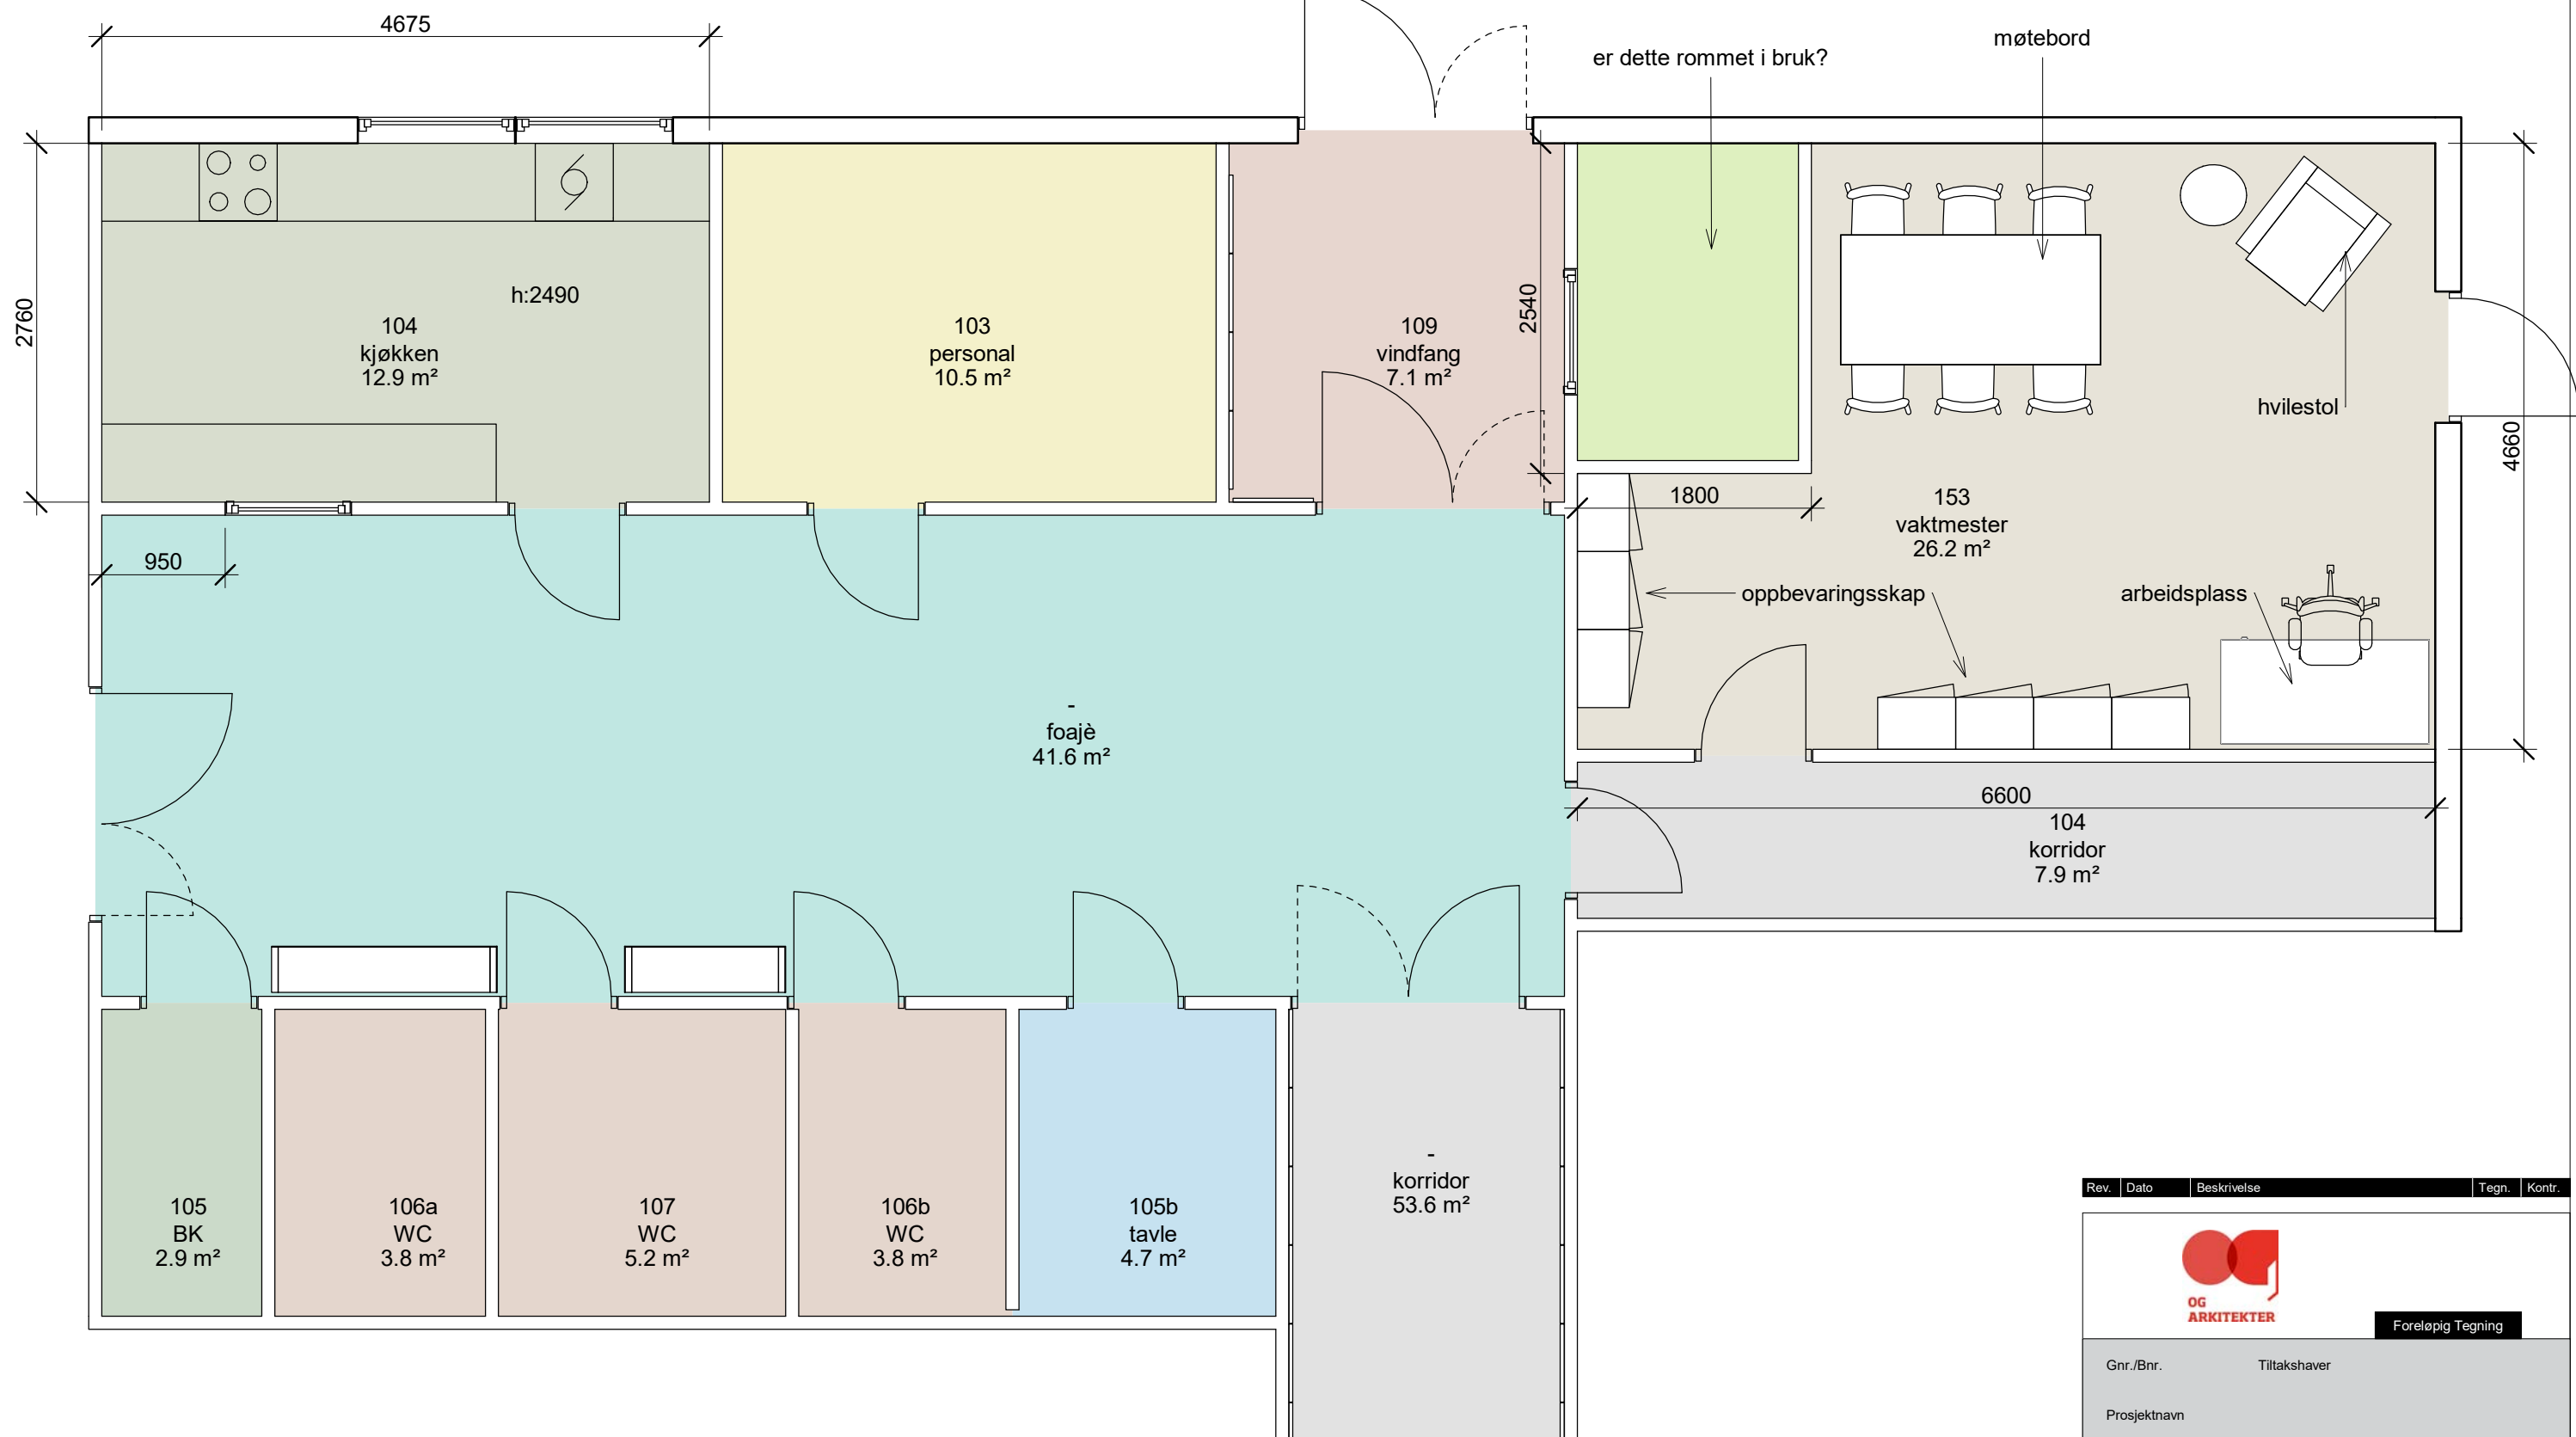 4675
møtebord
er dette rommet i bruk?
h:2490
2760
104
kjøkken
12.9 m²
103
personal
10.5 m²
109
vindfang
7.1 m²
2540
hvilestol
4660
1800
153
vaktmester
26.2 m²
950
oppbevaringsskap
arbeidsplass
-
foajè
41.6 m²
6600
104
korridor
7.9 m²
-
korridor
53.6 m²
105
BK
2.9 m²
106a
WC
3.8 m²
107
WC
5.2 m²
106b
WC
3.8 m²
105b
tavle
4.7 m²
Rev. Dato Beskrivelse Tegn. Kontr.
OG
ARKITEKTER
Foreløpig Tegning
Gnr./Bnr. Tiltakshaver
Prosjektnavn